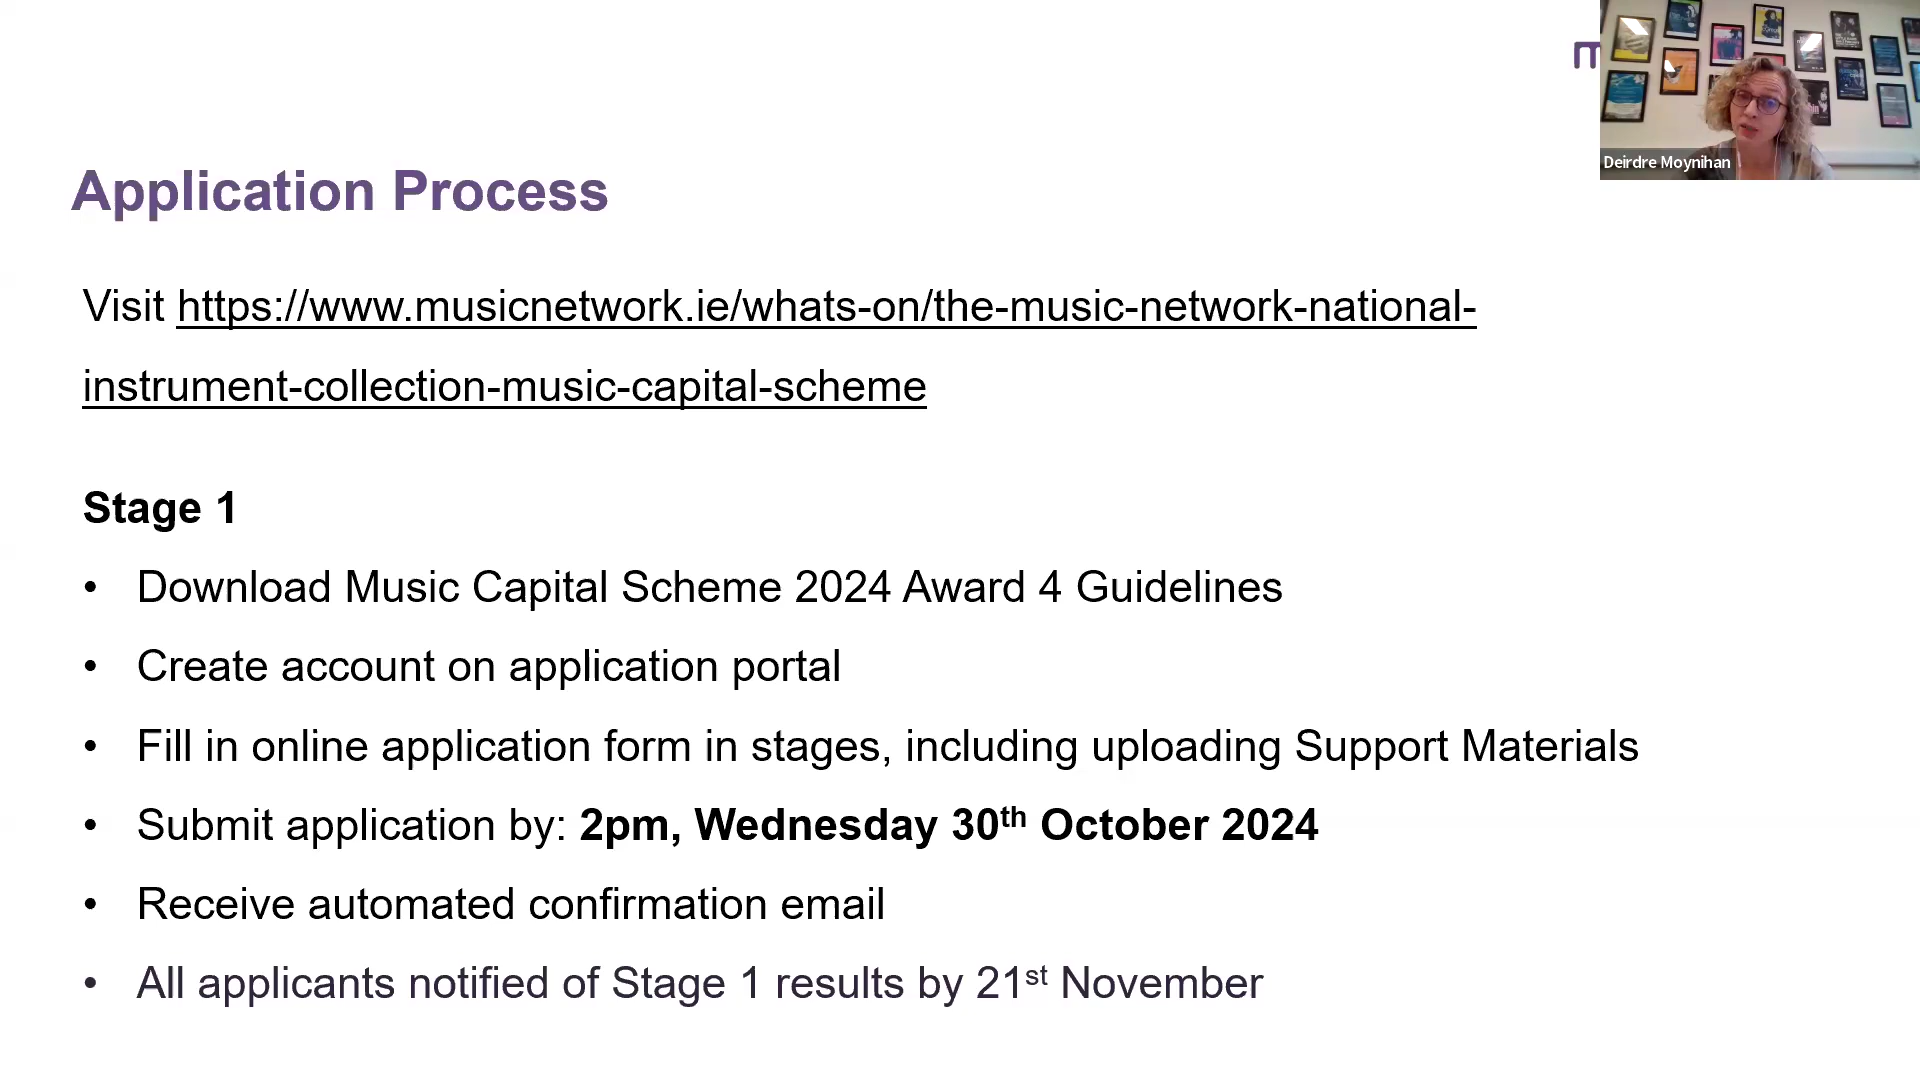 Deirdre Moynihan
Application Process
Visit https://www.musicnetwork.ie/whats-on/the-music-network-national-
instrument-collection-music-capital-scheme
Stage 1
• Download Music Capital Scheme 2024 Award 4 Guidelines
• Create account on application portal
• Fill in online application form in stages, including uploading Support Materials
• Submit application by: 2pm, Wednesday 30th October 2024
• Receive automated confirmation email
• All applicants notified of Stage 1 results by 21st November